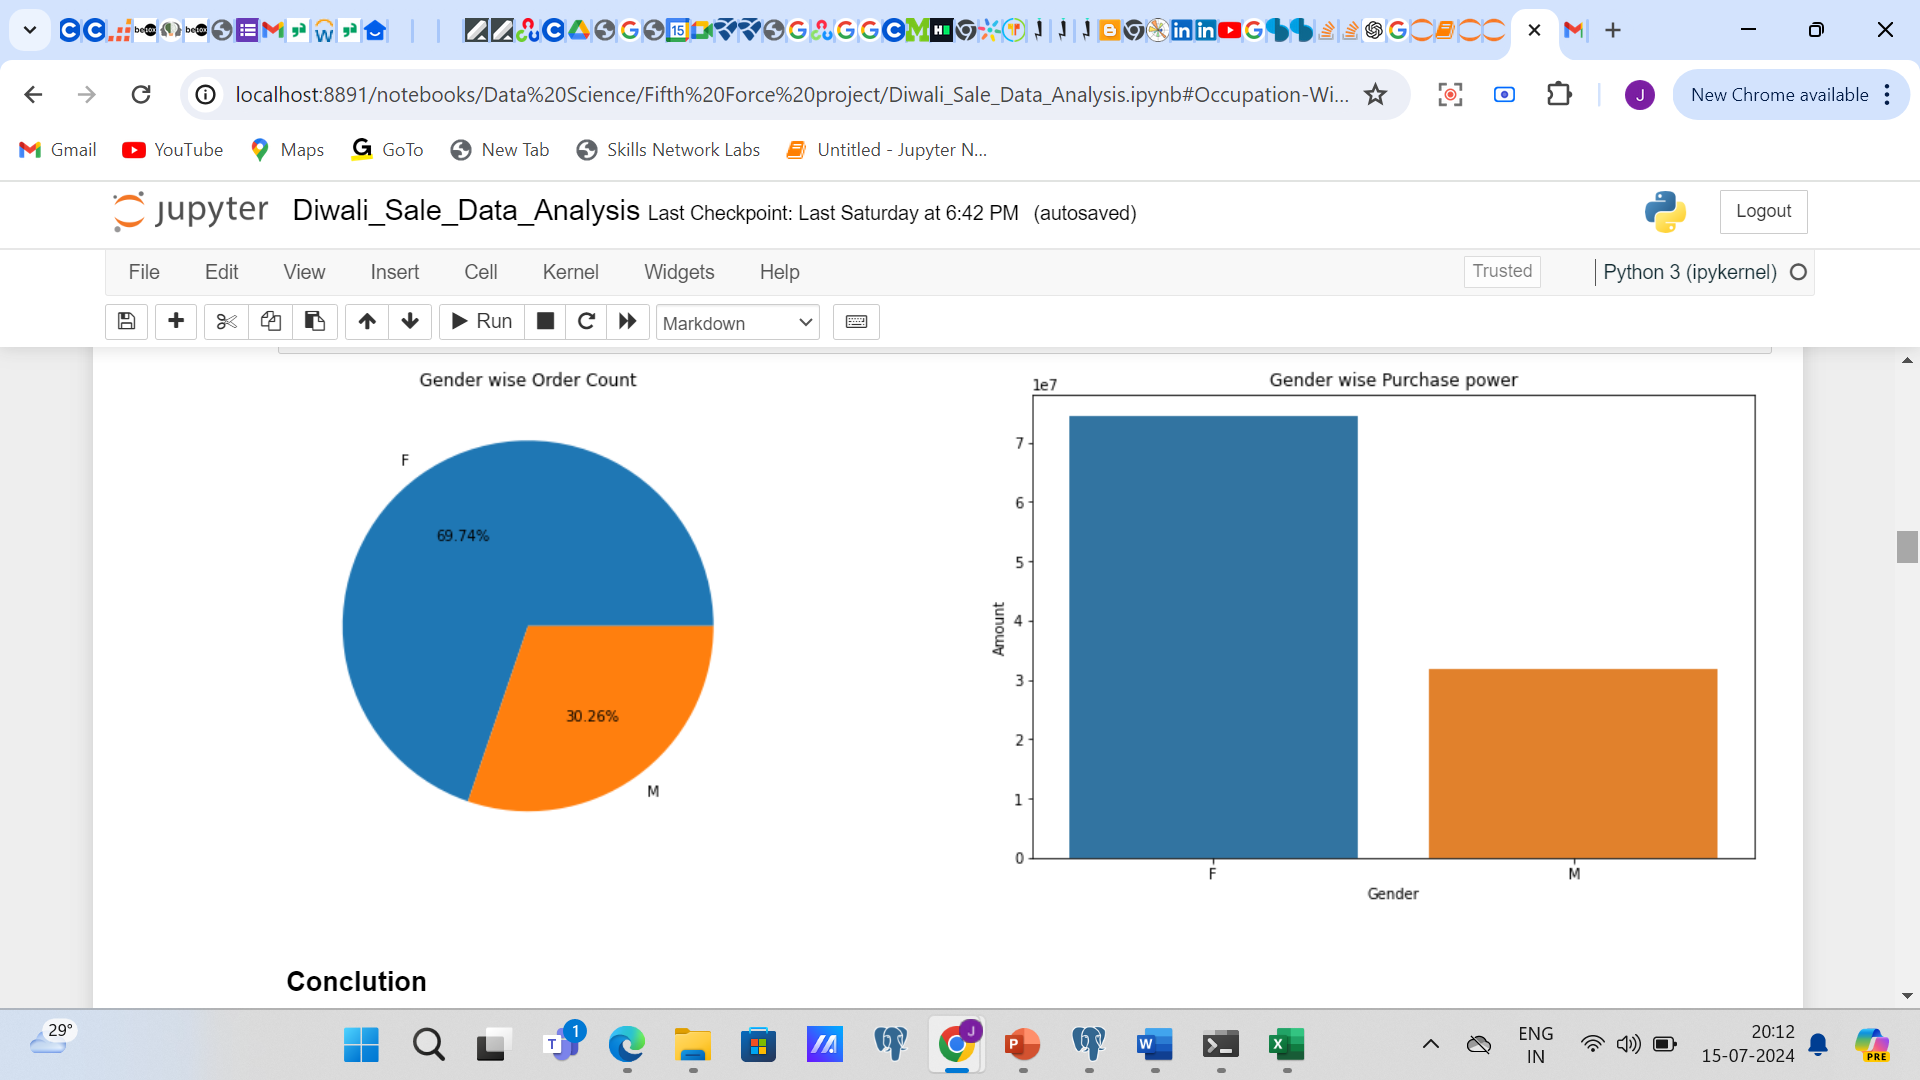 localhost:8891/notebooks/Data%20Science/Fifth%20Force%20project/Diwali_Sale_Data_Analysis.ipynb#Occupation-Wi...
J
New Chrome available
Gmail
YouTube
Maps
GoTo
New Tab
Skills Network Labs
Untitled - Jupyter N...
jupyter
Diwali_Sale_Data_Analysis Last Checkpoint: Last Saturday at 6:42 PM (autosaved)
Logout
File
Edit
View
Insert
Cell
Kernel
Widgets
Help
Trusted
Python 3 (ipykernel)
Run
Markdown
Gender wise Order Count
F
69.74%
30.26%
M
1e7
Gender wise Purchase power
7
6
5
4
3
2
1
0
Amount
F
M
Gender
Conclution
29°
1
J
ENG
IN
20:12
15-07-2024
PRE